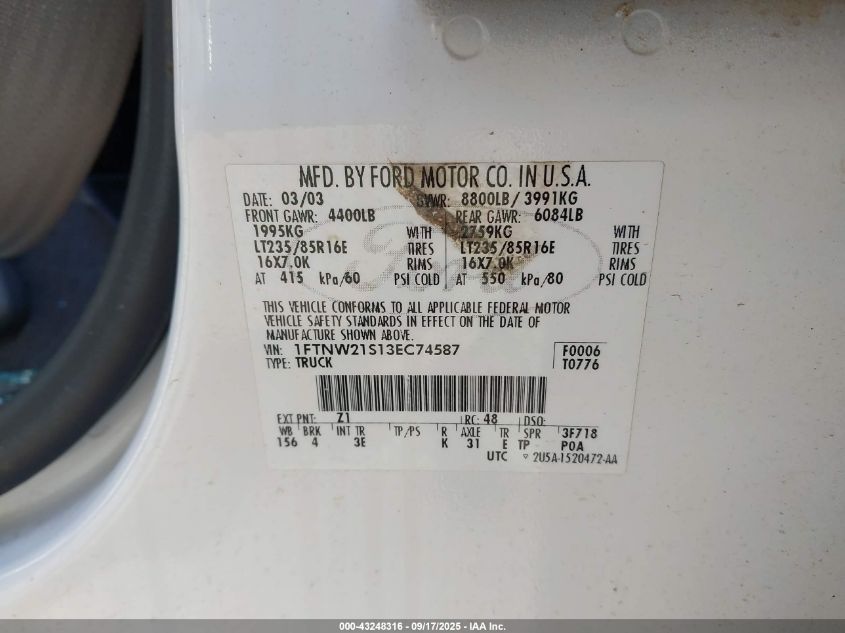 MFD. BY FORD MOTOR CO. IN U.S.A.
DATE: 03/03 GVWR: 8800LB/ 3991KG
FRONT GAWR: 4400LB REAR GAWR: 6084LB
1995KG WITH 2759KG WITH
LT235/85R16E TIRES LT235/85R16E TIRES
16X7.0K RIMS 16X7.0K RIMS
AT 415 kPa/60 PSI COLD AT 550 kPa/80 PSI COLD
Ford
THIS VEHICLE CONFORMS TO ALL APPLICABLE FEDERAL MOTOR
VEHICLE SAFETY STANDARDS IN EFFECT ON THE DATE OF
MANUFACTURE SHOWN ABOVE.
VIN: 1FTNW21S13EC74587 F0006
TYPE: TRUCK T0776
EXT PNT: Z1 RC: 48 DSO:
WB BRK INT TR TP/PS R AXLE TR SPR 3F718
156 4 3E K 31 E TP POA
UTC ▽ 2U5A-1520472-AA
000-43248316 - 09/17/2025 - IAA Inc.